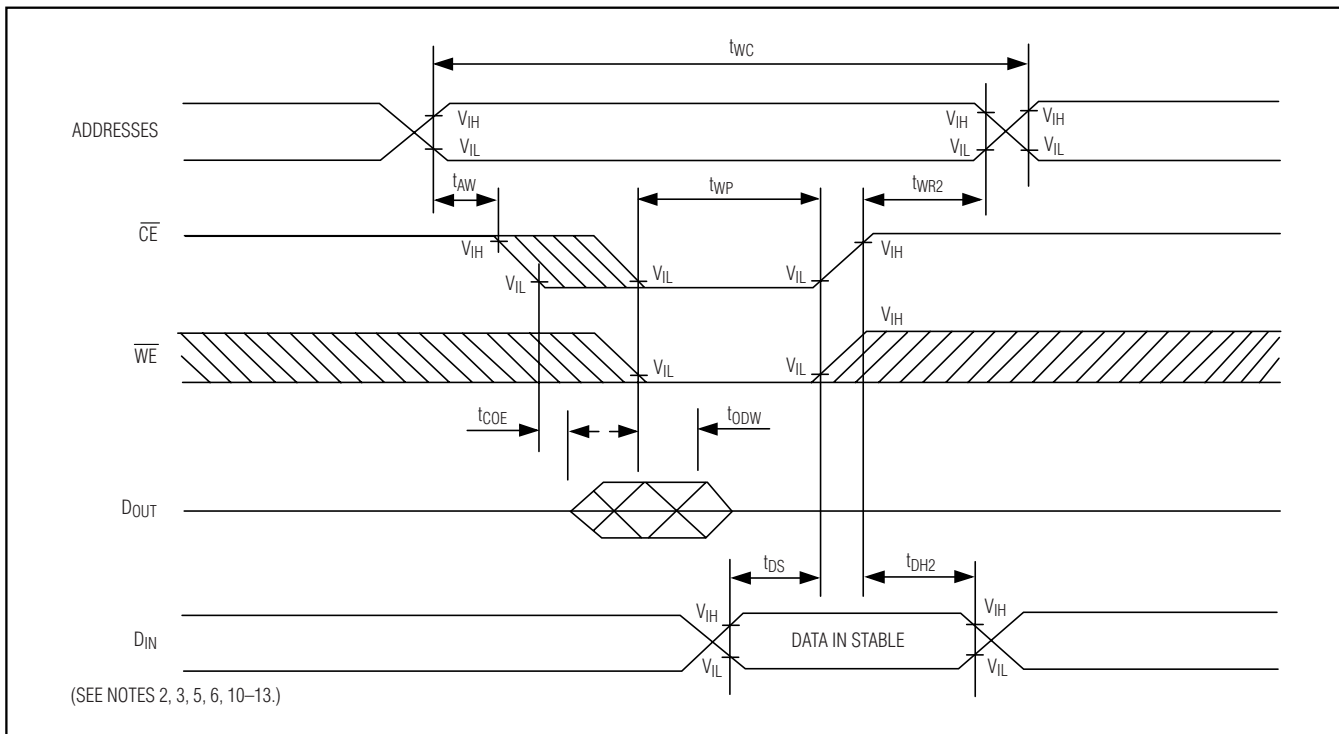 tWC
ADDRESSES
VIH
VIH
VIH
VIL
VIL
VIL
tAW
tWP
tWR2
CE
VIH
VIH
VIL
VIL
VIL
VIH
WE
VIL
VIL
tCOE
tODW
DOUT
tDS
tDH2
VIH
VIH
DIN
DATA IN STABLE
VIL
VIL
(SEE NOTES 2, 3, 5, 6, 10–13.)